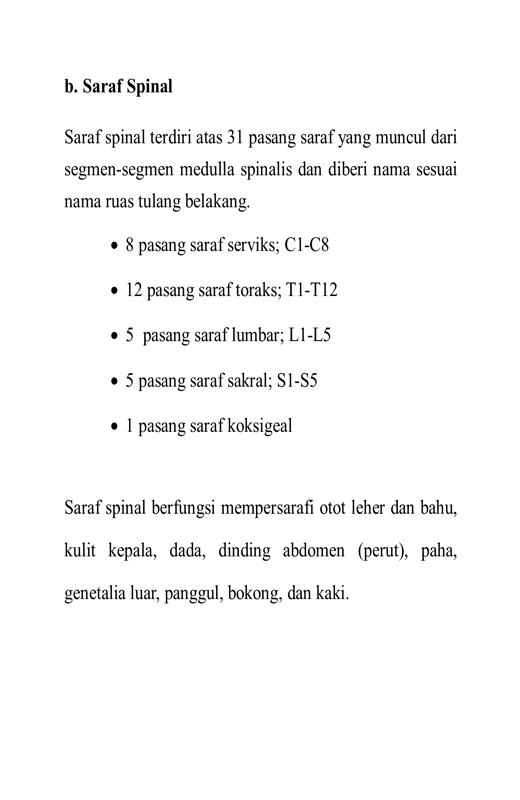 b. Saraf Spinal
Saraf spinal terdiri atas 31 pasang saraf yang muncul dari
segmen-segmen medulla spinalis dan diberi nama sesuai
nama ruas tulang belakang.
• 8 pasang saraf serviks; C1-C8
• 12 pasang saraf toraks; T1-T12
• 5  pasang saraf lumbar; L1-L5
• 5 pasang saraf sakral; S1-S5
• 1 pasang saraf koksigeal
Saraf spinal berfungsi mempersarafi otot leher dan bahu,
kulit kepala, dada, dinding abdomen (perut), paha,
genetalia luar, panggul, bokong, dan kaki.